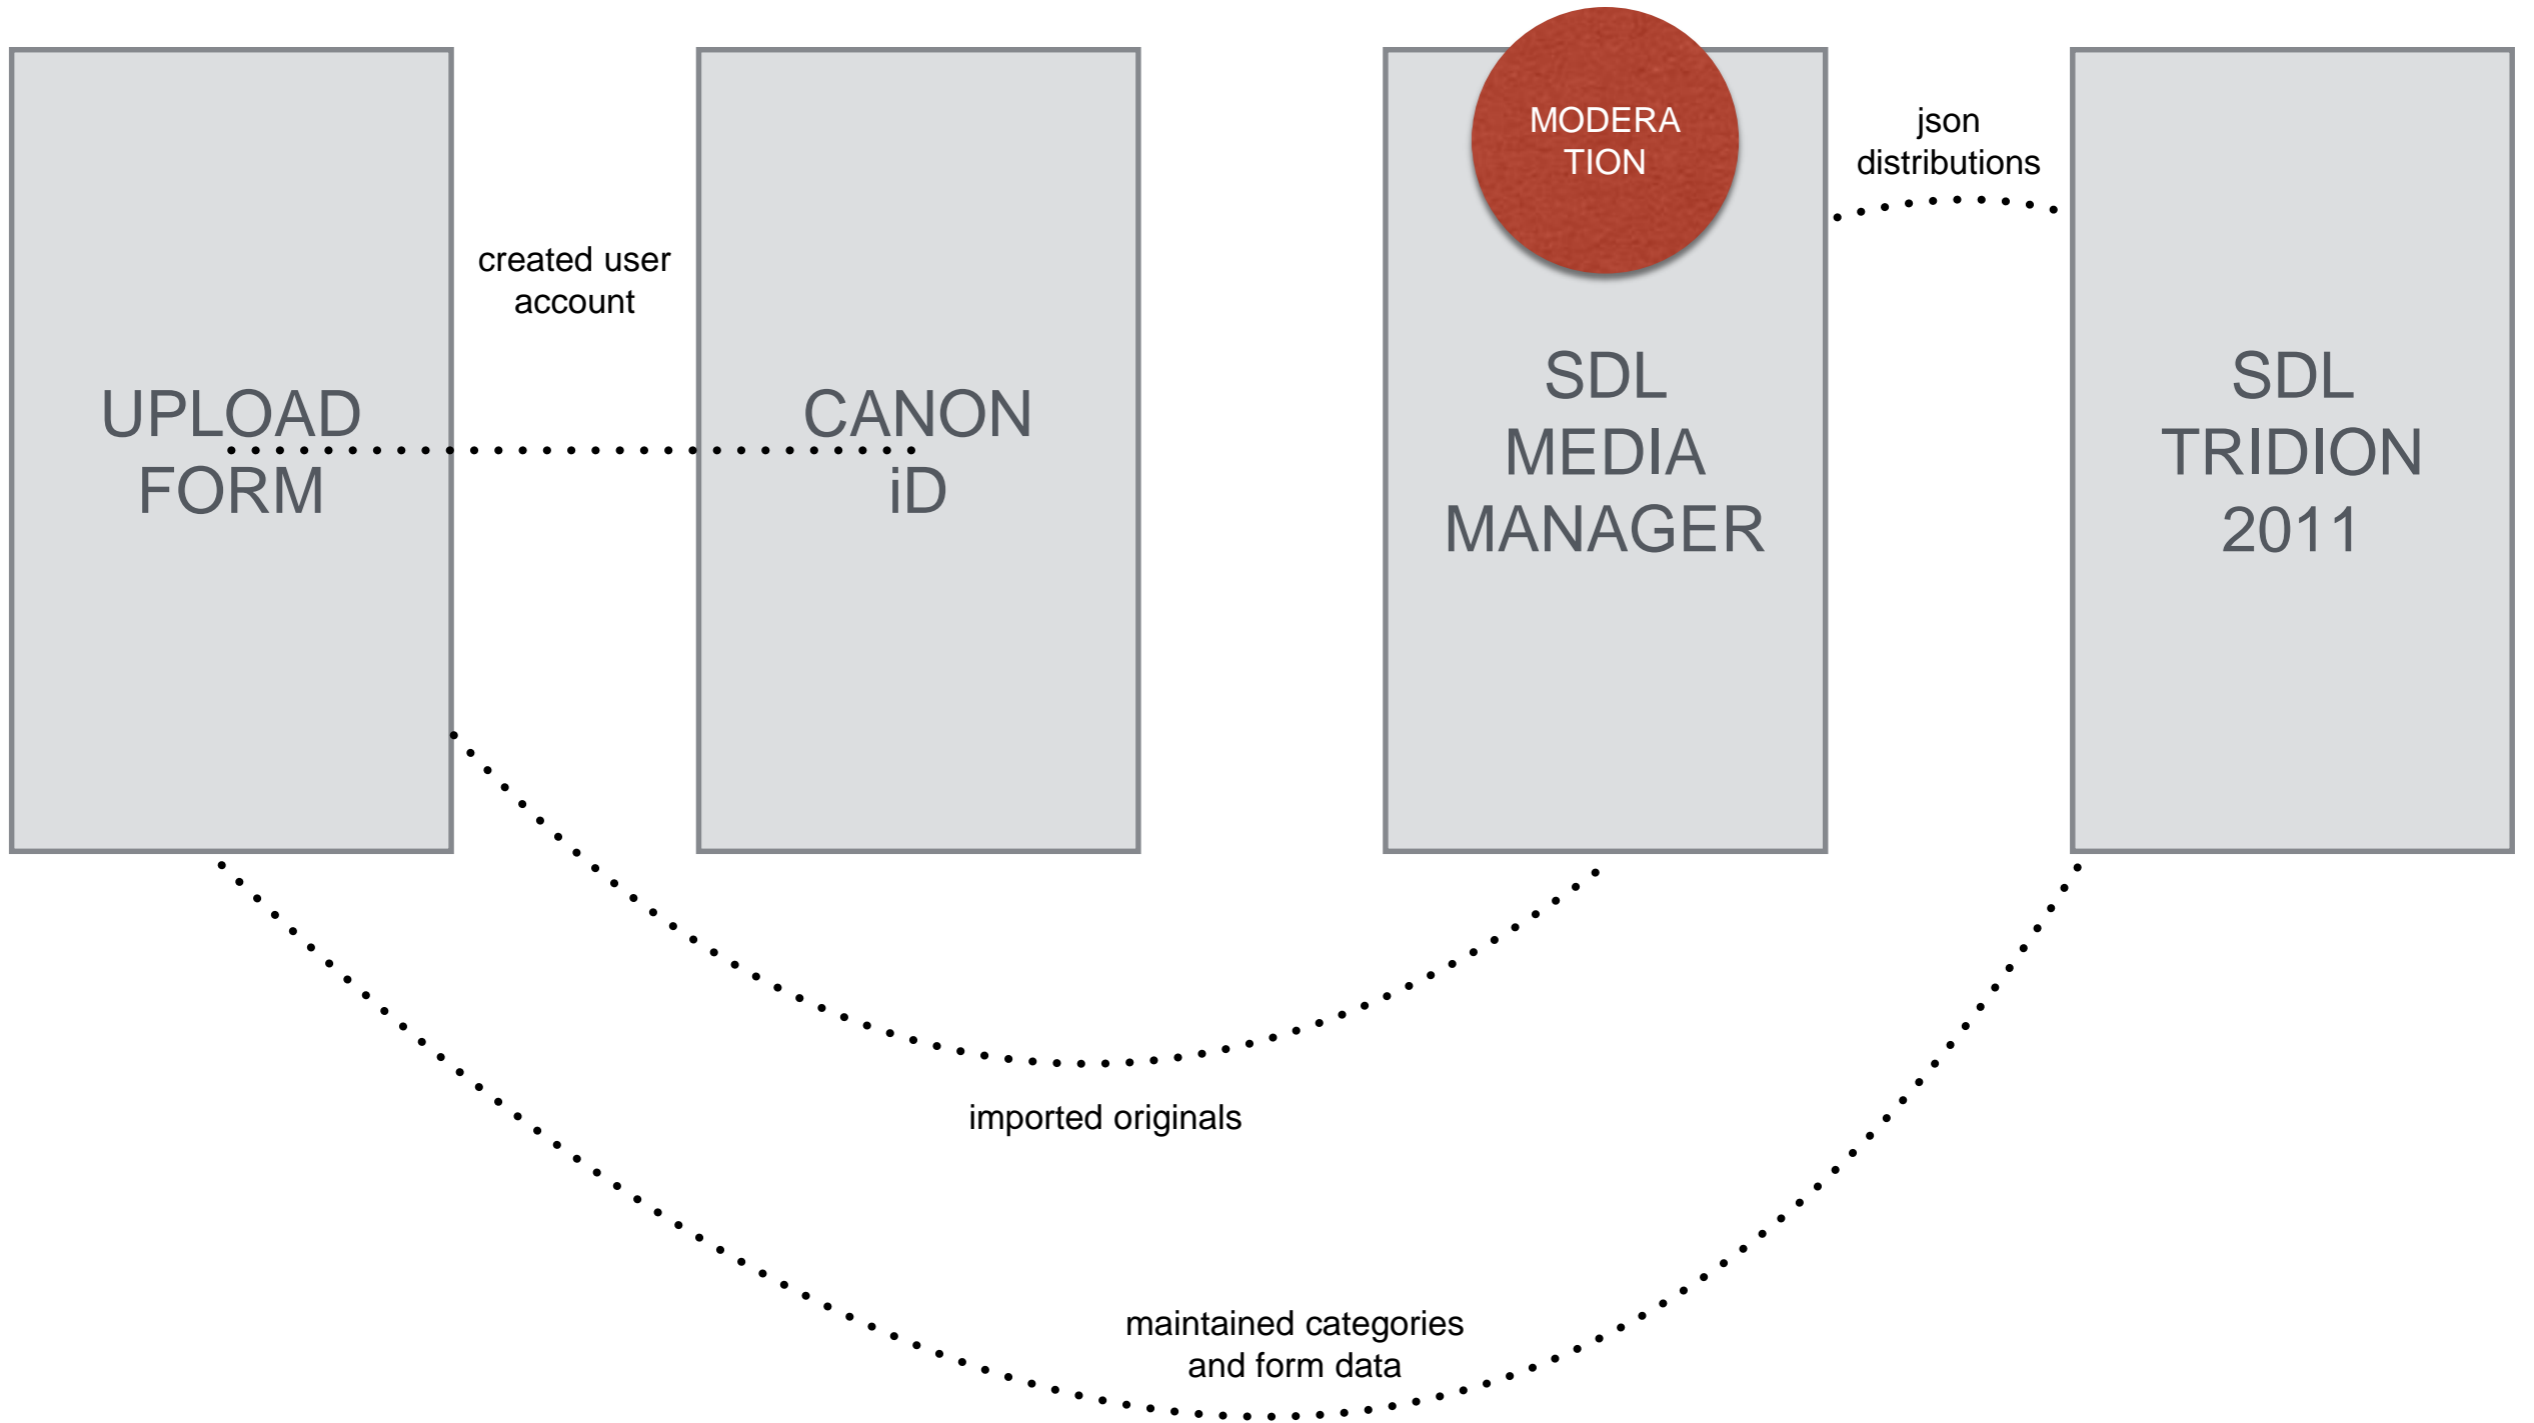 UPLOAD
FORM
created user
account
CANON
iD
MODERA
TION
SDL
MEDIA
MANAGER
json
distributions
SDL
TRIDION
2011
imported originals
maintained categories
and form data